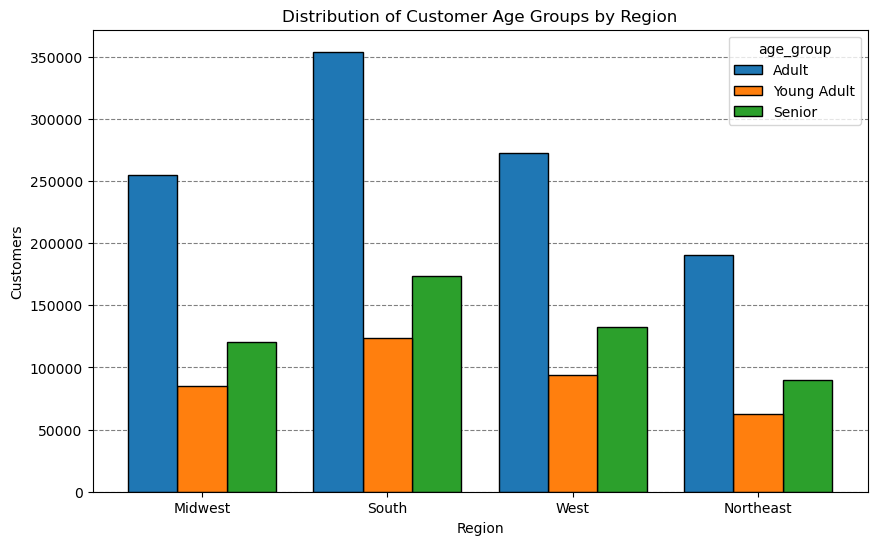 Distribution of Customer Age Groups by Region
age_group
Adult
Young Adult
Senior
Customers
350000
300000
250000
200000
150000
100000
50000
0
Midwest South West Northeast
Region